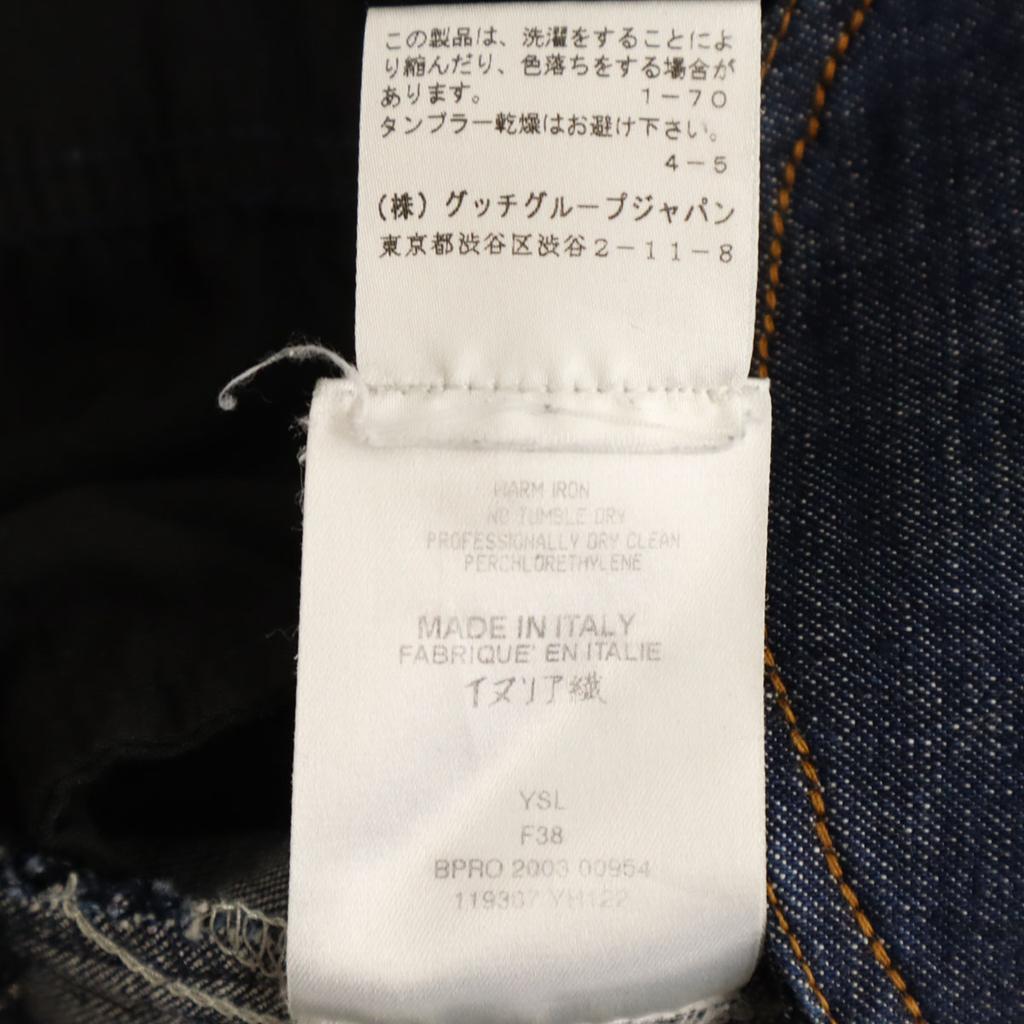 この製品は、洗濯をすることによ
り縮んだり、色落ちをする場合が
あります。 1-70
タンブラー乾燥はお避け下さい。
4-5
(株)グッチグループジャパン
東京都渋谷区渋谷2-11-8
WARM IRON
NO TUMBLE DRY
PROFESSIONALLY DRY CLEAN
PERCHLORETHYLENE
MADE IN ITALY
FABRIQUE' EN ITALIE
イタリア織
YSL
F38
BPRO 2003 00954
119307 YH122